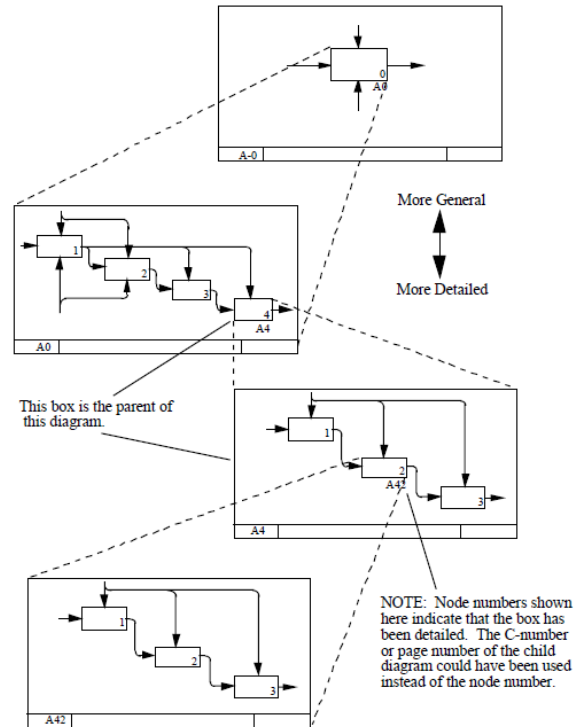 0
A0
A-0
More General
More Detailed
1
2
3
4
A4
A0
This box is the parent of
this diagram.
1
2
A42
3
A4
NOTE: Node numbers shown
here indicate that the box has
been detailed. The C-number
or page number of the child
diagram could have been used
instead of the node number.
1
2
3
A42